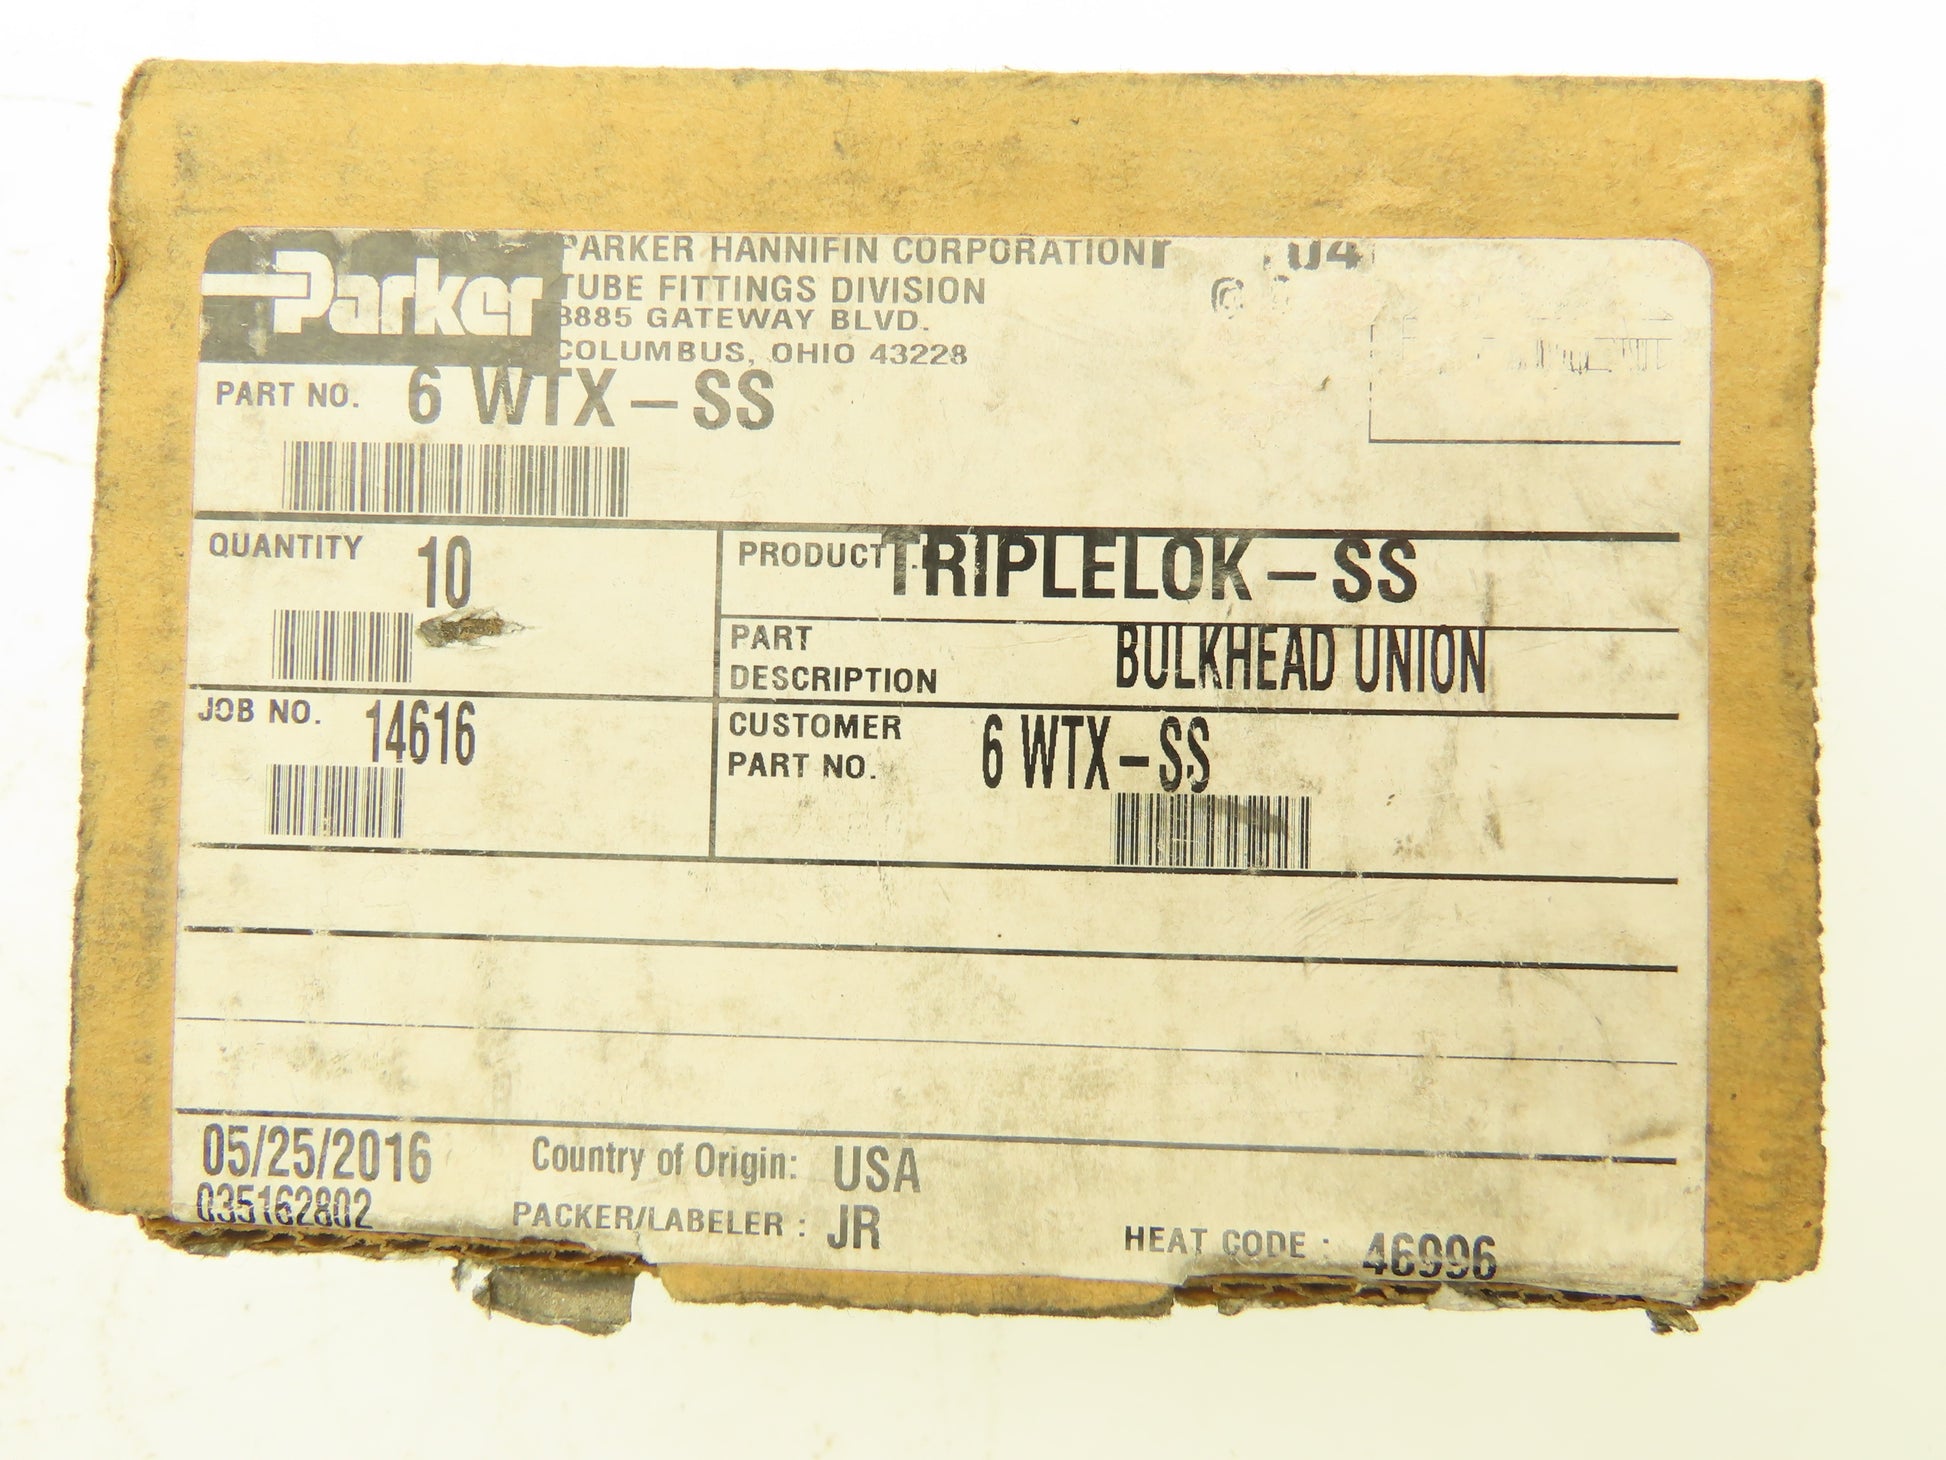 Parker
PARKER HANNIFIN CORPORATION
TUBE FITTINGS DIVISION
8885 GATEWAY BLVD.
COLUMBUS, OHIO 43228
PART NO. 6 WTX-SS
QUANTITY 10
PRODUCT TRIPLELOK-SS
PART DESCRIPTION BULKHEAD UNION
JOB NO. 14616
CUSTOMER PART NO. 6 WTX-SS
05/25/2016
035162802
Country of Origin: USA
PACKER/LABELER : JR
HEAT CODE : 46996